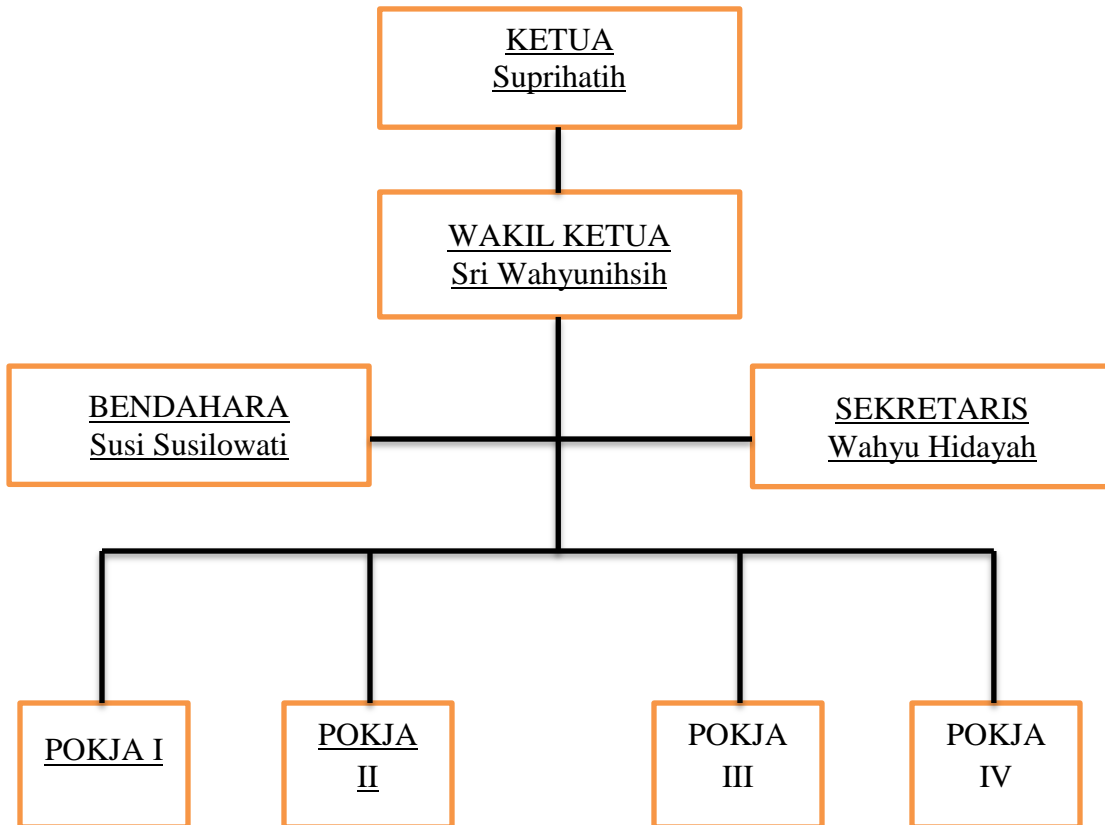 KETUA
Suprihatih
WAKIL KETUA
Sri Wahyunihsih
BENDAHARA
Susi Susilowati
SEKRETARIS
Wahyu Hidayah
POKJA I
POKJA
II
POKJA
III
POKJA
IV